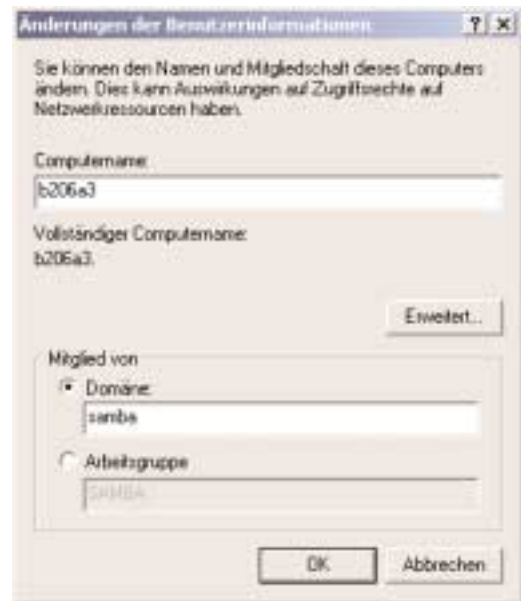 Änderungen der Benutzerinformationen
Sie können den Namen und Mitgliedschaft dieses Computers
ändern. Dies kann Auswirkungen auf Zugriffsrechte auf
Netzwerkressourcen haben.
Computername:
b206a3
Vollständiger Computername:
b206a3.
Erweitert...
Mitglied von
Domäne:
samba
Arbeitsgruppe
SAMBA
OK
Abbrechen